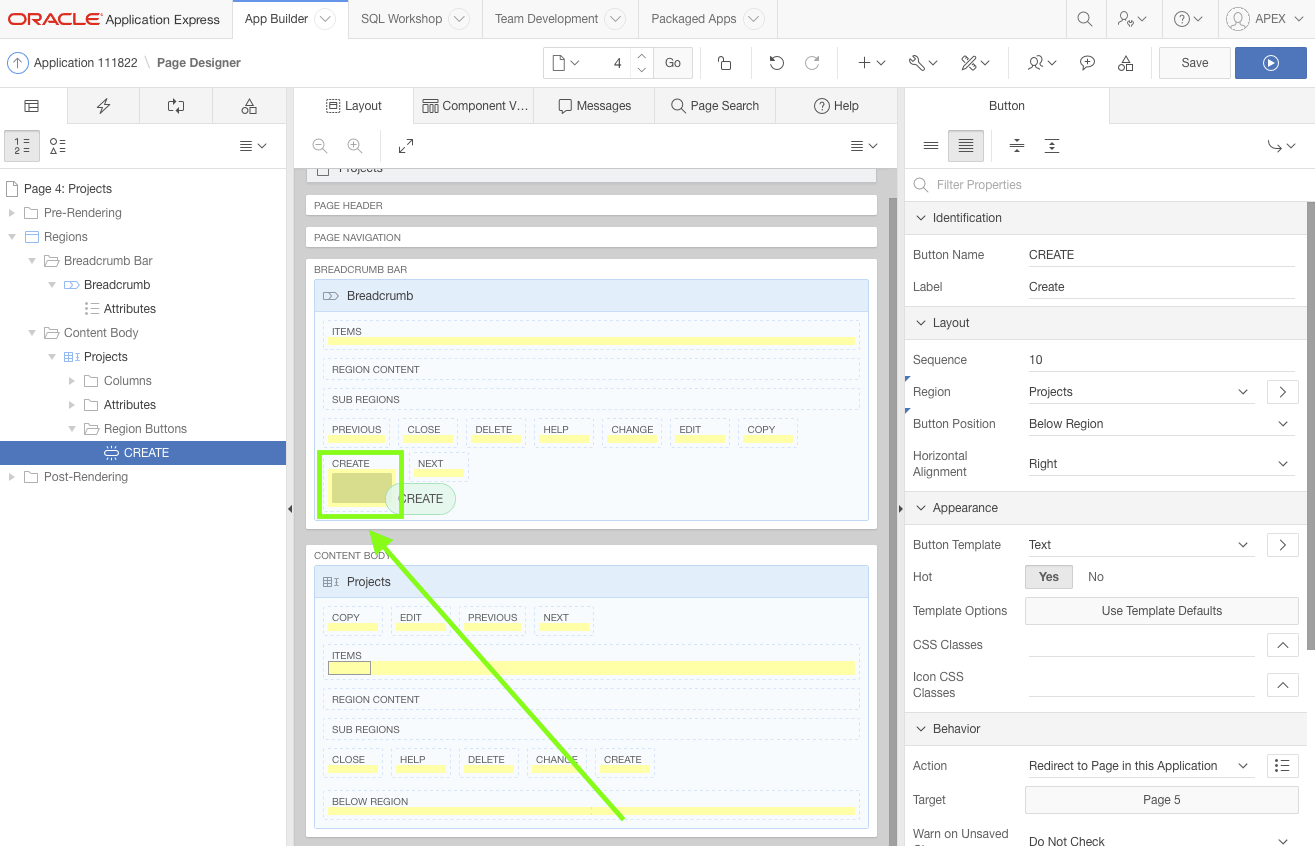 ORACLE Application Express App Builder SQL Workshop Team Development Packaged Apps APEX
Application 111822 \ Page Designer 4 Go Save
Layout Component V... Messages Page Search Help Button
Filter Properties
Page 4: Projects
Pre-Rendering
Regions
Breadcrumb Bar
Breadcrumb
Attributes
Content Body
Projects
Columns
Attributes
Region Buttons
CREATE
Post-Rendering
Projects
PAGE HEADER
PAGE NAVIGATION
BREADCRUMB BAR
Breadcrumb
ITEMS
REGION CONTENT
SUB REGIONS
PREVIOUS CLOSE DELETE HELP CHANGE EDIT COPY
CREATE NEXT
CREATE
CONTENT BODY
Projects
COPY EDIT PREVIOUS NEXT
ITEMS
REGION CONTENT
SUB REGIONS
CLOSE HELP DELETE CHANGE CREATE
BELOW REGION
Identification
Button Name CREATE
Label Create
Layout
Sequence 10
Region Projects
Button Position Below Region
Horizontal
Alignment Right
Appearance
Button Template Text
Hot Yes No
Template Options Use Template Defaults
CSS Classes
Icon CSS
Classes
Behavior
Action Redirect to Page in this Application
Target Page 5
Warn on Unsaved
Do Not Check